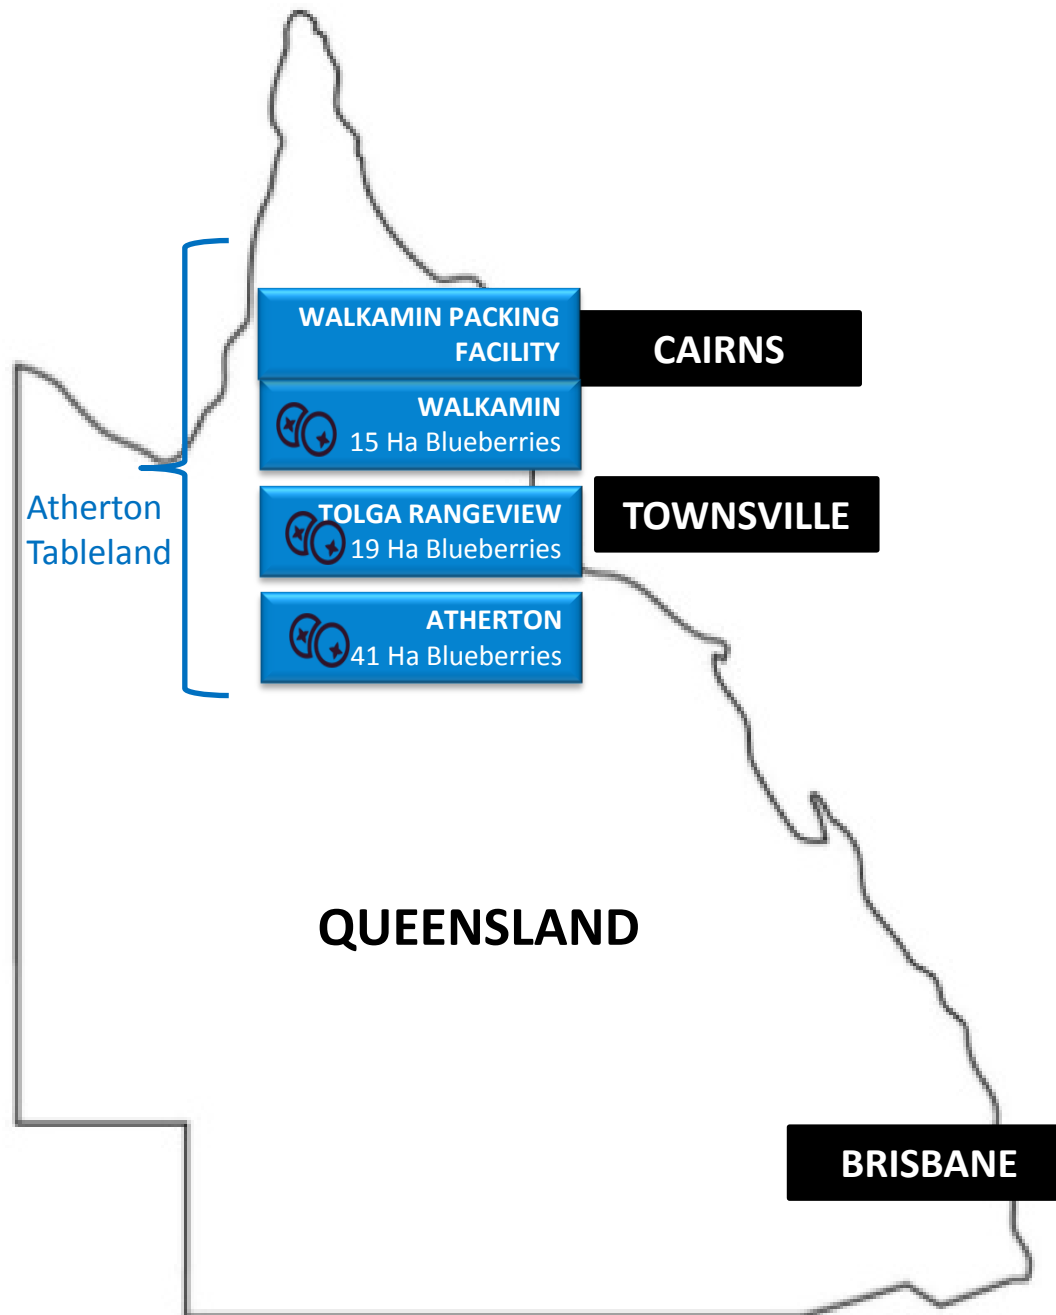 WALKAMIN PACKING
FACILITY
CAIRNS
WALKAMIN
15 Ha Blueberries
Atherton
Tableland
TOLGA RANGEVIEW
19 Ha Blueberries
TOWNSVILLE
ATHERTON
41 Ha Blueberries
QUEENSLAND
BRISBANE